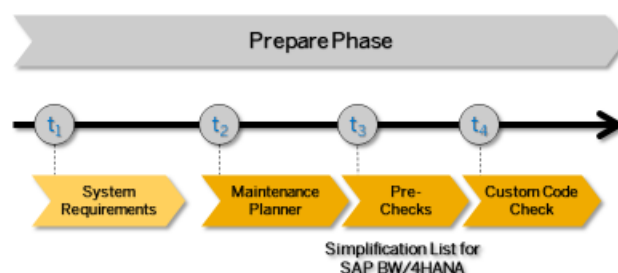 Prepare Phase
t1
t2
t3
t4
System
Requirements
Maintenance
Planner
Pre-
Checks
Custom Code
Check
Simplification List for
SAP BW/4HANA